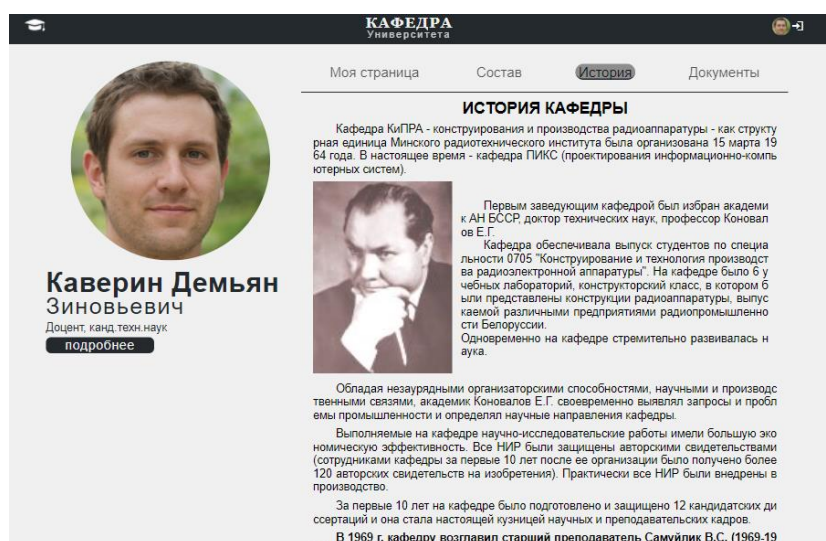 КАФЕДРА
Университета
Моя страница Состав История Документы
Каверин Демьян
Зиновьевич
Доцент, канд.техн.наук
подробнее
ИСТОРИЯ КАФЕДРЫ
Кафедра КиПРА - конструирования и производства радиоаппаратуры - как структу
рная единица Минского радиотехнического института была организована 15 марта 19
64 года. В настоящее время - кафедра ПИКС (проектирования информационно-компь
ютерных систем).
Первым заведующим кафедрой был избран академи
к АН БССР, доктор технических наук, профессор Коновал
ов Е.Г.
Кафедра обеспечивала выпуск студентов по специа
льности 0705 "Конструирование и технология производст
ва радиоэлектронной аппаратуры". На кафедре было 6 у
чебных лабораторий, конструкторский класс, в котором б
ыли представлены конструкции радиоаппаратуры, выпус
каемой различными предприятиями радиопромышленно
сти Белоруссии.
Одновременно на кафедре стремительно развивалась н
аука.
Обладая незаурядными организаторскими способностями, научными и производс
твенными связями, академик Коновалов Е.Г. своевременно выявлял запросы и пробл
емы промышленности и определял научные направления кафедры.
Выполняемые на кафедре научно-исследовательские работы имели большую эко
номическую эффективность. Все НИР были защищены авторскими свидетельствами
(сотрудниками кафедры за первые 10 лет после ее организации было получено более
120 авторских свидетельств на изобретения). Практически все НИР были внедрены в
производство.
За первые 10 лет на кафедре было подготовлено и защищено 12 кандидатских ди
ссертаций и она стала настоящей кузницей научных и преподавательских кадров.
В 1969 г. кафедру возглавил старший преподаватель Самуйлик В.С. (1969-19